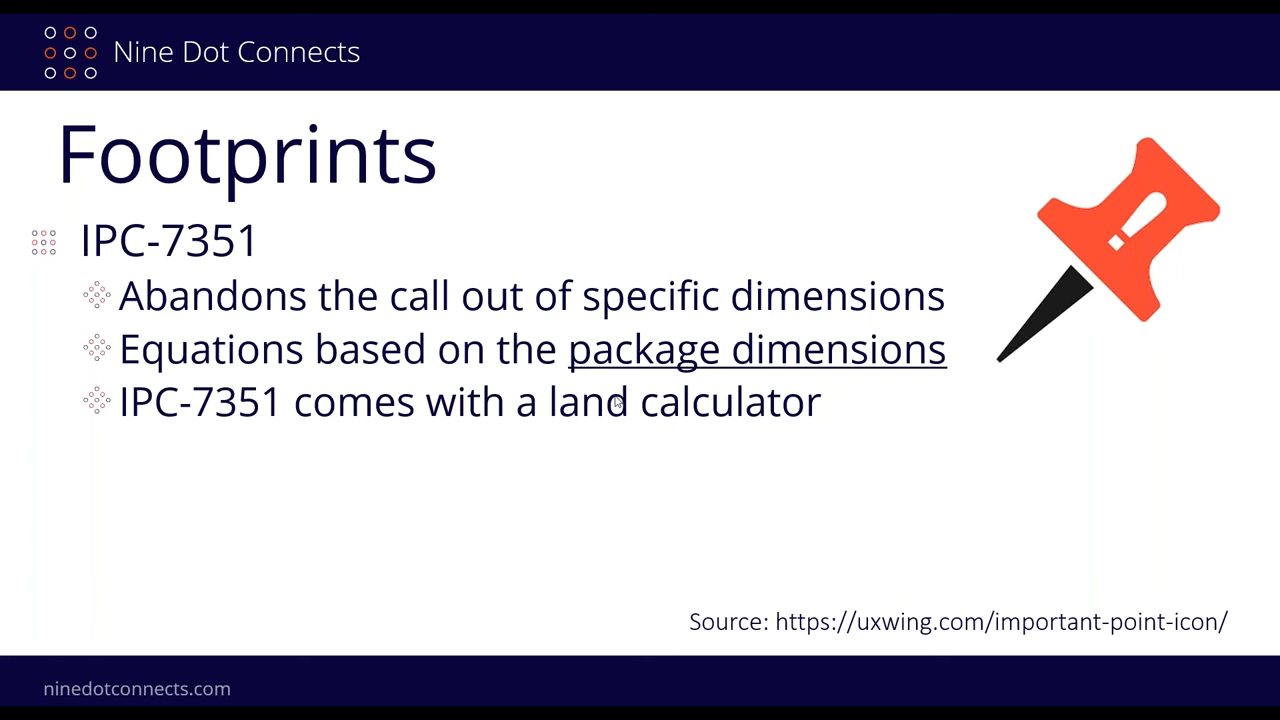 Nine Dot Connects
Footprints
IPC-7351
Abandons the call out of specific dimensions
Equations based on the package dimensions
IPC-7351 comes with a land calculator
Source: https://uxwing.com/important-point-icon/
ninedotconnects.com